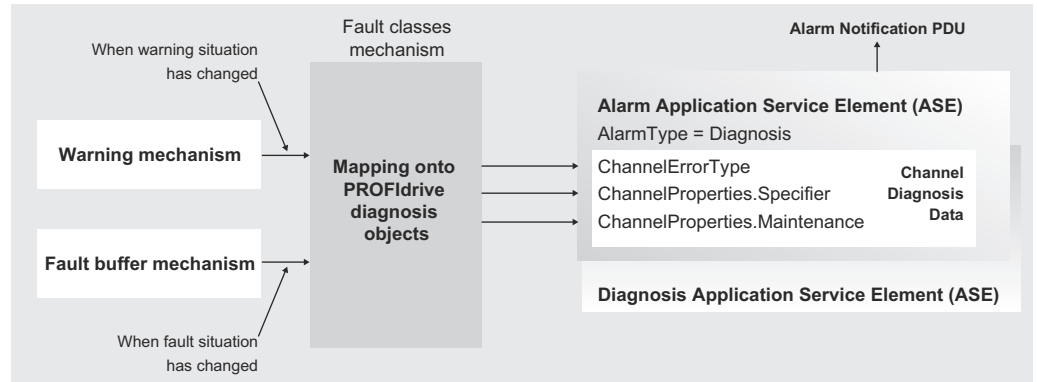 Fault classes
mechanism
Alarm Notification PDU
When warning situation
has changed
Warning mechanism
Fault buffer mechanism
When fault situation
has changed
Mapping onto
PROFIdrive
diagnosis
objects
Alarm Application Service Element (ASE)
AlarmType = Diagnosis
ChannelErrorType
ChannelProperties.Specifier
ChannelProperties.Maintenance
Channel
Diagnosis
Data
Diagnosis Application Service Element (ASE)